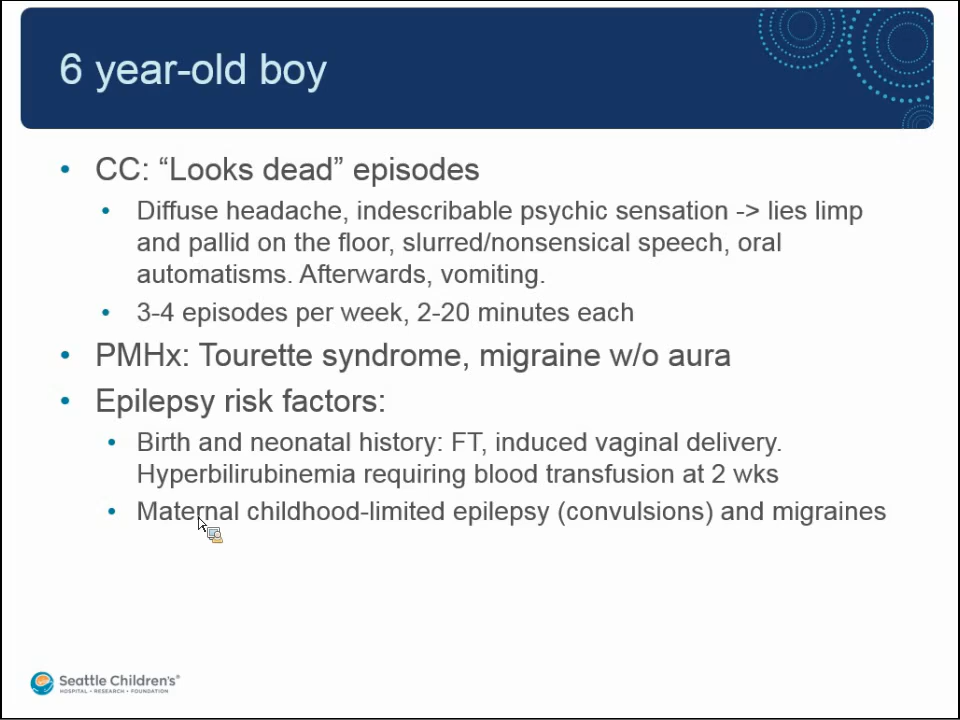 6 year-old boy
• CC: “Looks dead” episodes
• Diffuse headache, indescribable psychic sensation -> lies limp
and pallid on the floor, slurred/nonsensical speech, oral
automatisms. Afterwards, vomiting.
• 3-4 episodes per week, 2-20 minutes each
• PMHx: Tourette syndrome, migraine w/o aura
• Epilepsy risk factors:
• Birth and neonatal history: FT, induced vaginal delivery.
Hyperbilirubinemia requiring blood transfusion at 2 wks
• Maternal childhood-limited epilepsy (convulsions) and migraines
Seattle Children's®
HOSPITAL • RESEARCH • FOUNDATION